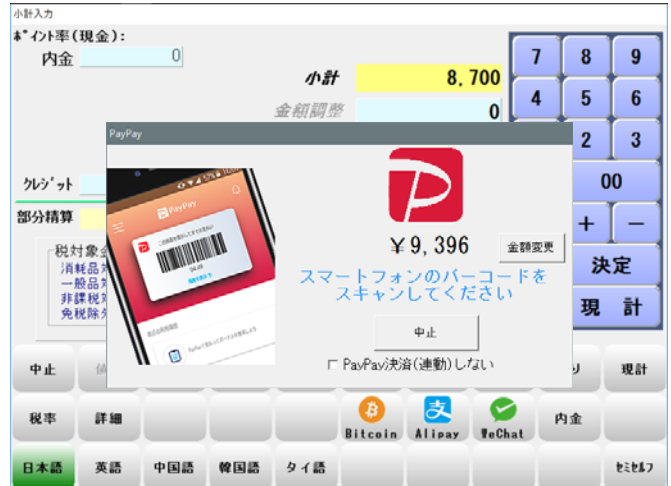 小計入力
ﾎﾟｲﾝﾄ率(現金):
内金 0
小計 8,700
金額調整 0
7 8 9
4 5 6
2 3
00
+ -
決定
現 計
ｸﾚｼﾞｯﾄ
部分精算
税対象
消耗品
一般品
非課税
免税除
PayPay
PayPay
¥9,396
金額変更
スマートフォンのバーコードを
スキャンしてください
中止
PayPay決済(連動)しない
中止
り
現計
税率
詳細
Bitcoin
Alipay
WeChat
内金
日本語
英語
中国語
韓国語
タイ語
ｾﾐｾﾙﾌ